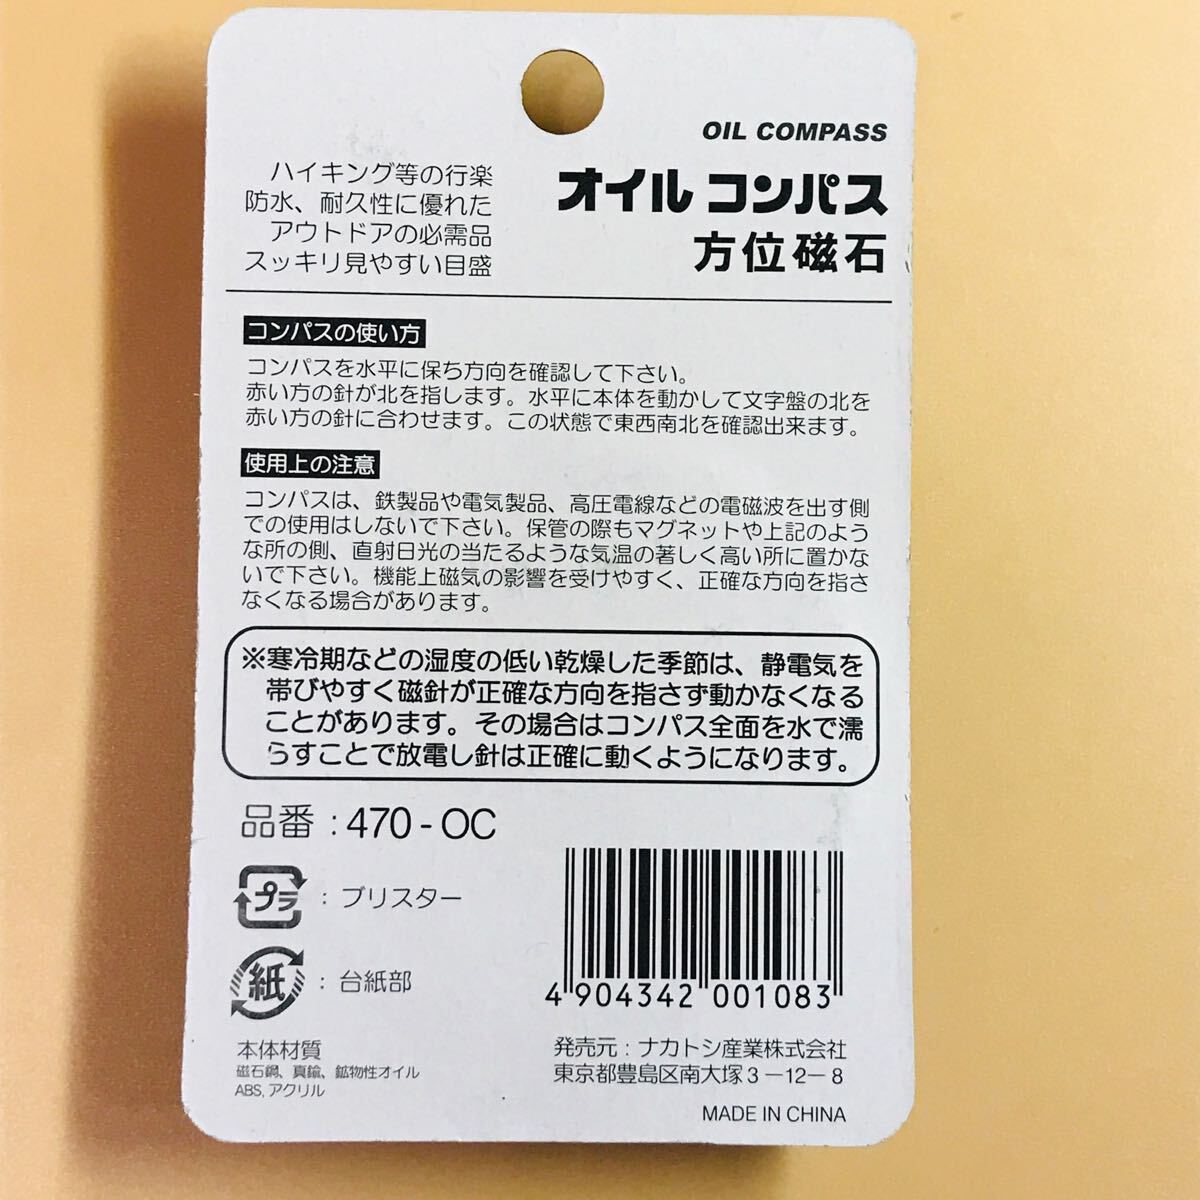 OIL COMPASS
オイル コンパス
方位磁石
ハイキング等の行楽
防水、耐久性に優れた
アウトドアの必需品
スッキリ見やすい目盛
コンパスの使い方
コンパスを水平に保ち方向を確認して下さい。
赤い方の針が北を指します。水平に本体を動かして文字盤の北を
赤い方の針に合わせます。この状態で東西南北を確認出来ます。
使用上の注意
コンパスは、鉄製品や電気製品、高圧電線などの電磁波を出す側
での使用はしないで下さい。保管の際もマグネットや上記のよう
な所の側、直射日光の当たるような気温の著しく高い所に置かな
いで下さい。機能上磁気の影響を受けやすく、正確な方向を指さ
なくなる場合があります。
※寒冷期などの湿度の低い乾燥した季節は、静電気を
帯びやすく磁針が正確な方向を指さず動かなくなる
ことがあります。その場合はコンパス全面を水で濡
らすことで放電し針は正確に動くようになります。
品番 : 470 - OC
プラ : ブリスター
紙 : 台紙部
本体材質
磁石鋼、真鍮、鉱物性オイル
ABS, アクリル
4 904342 001083
発売元 : ナカトシ産業株式会社
東京都豊島区南大塚3－12－8
MADE IN CHINA